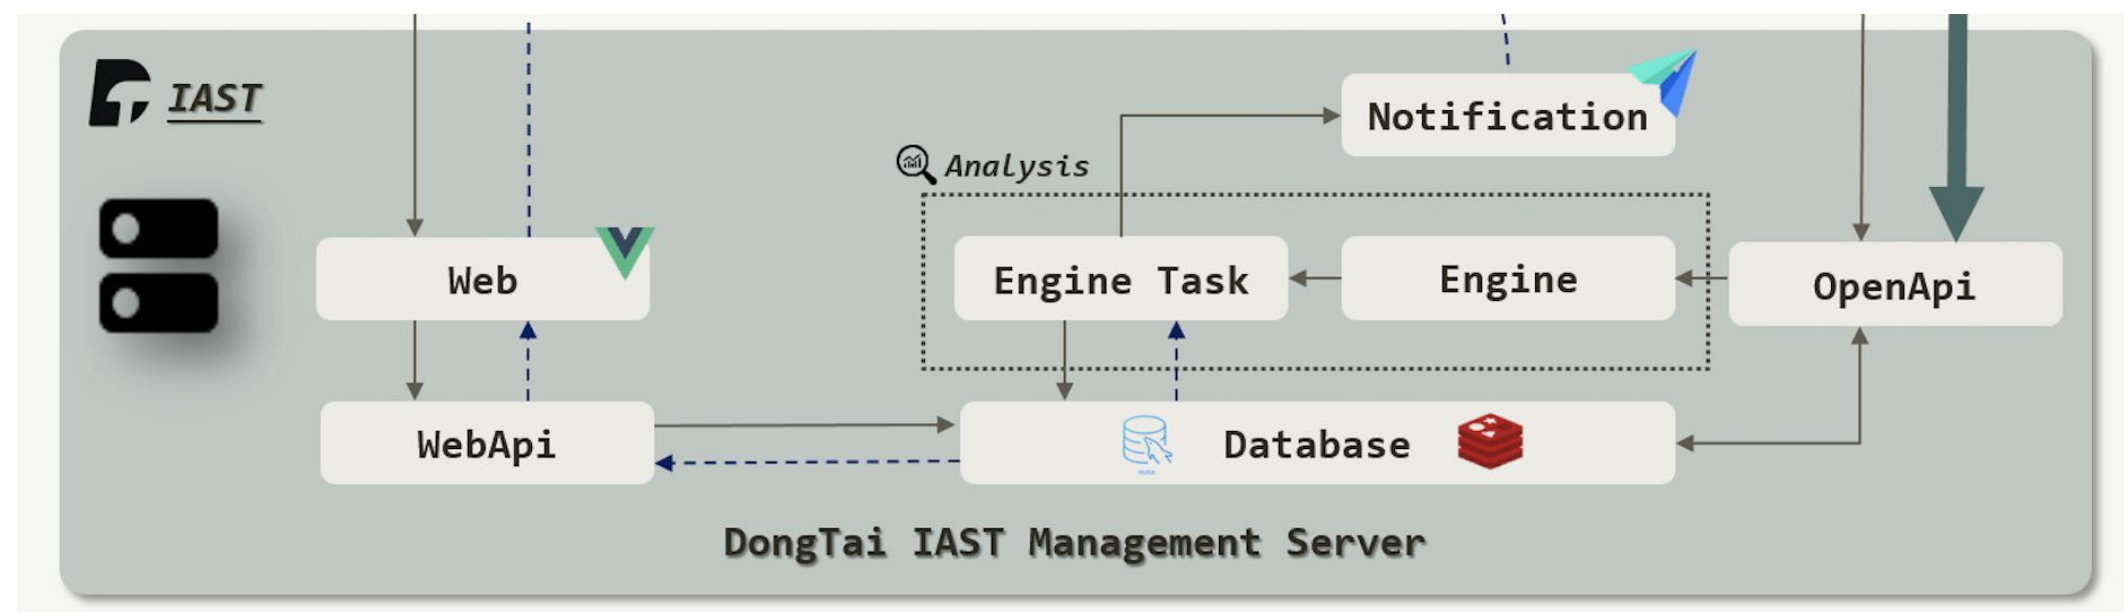 IAST
Notification
Analysis
Web
Engine Task
Engine
OpenApi
WebApi
Database
DongTai IAST Management Server